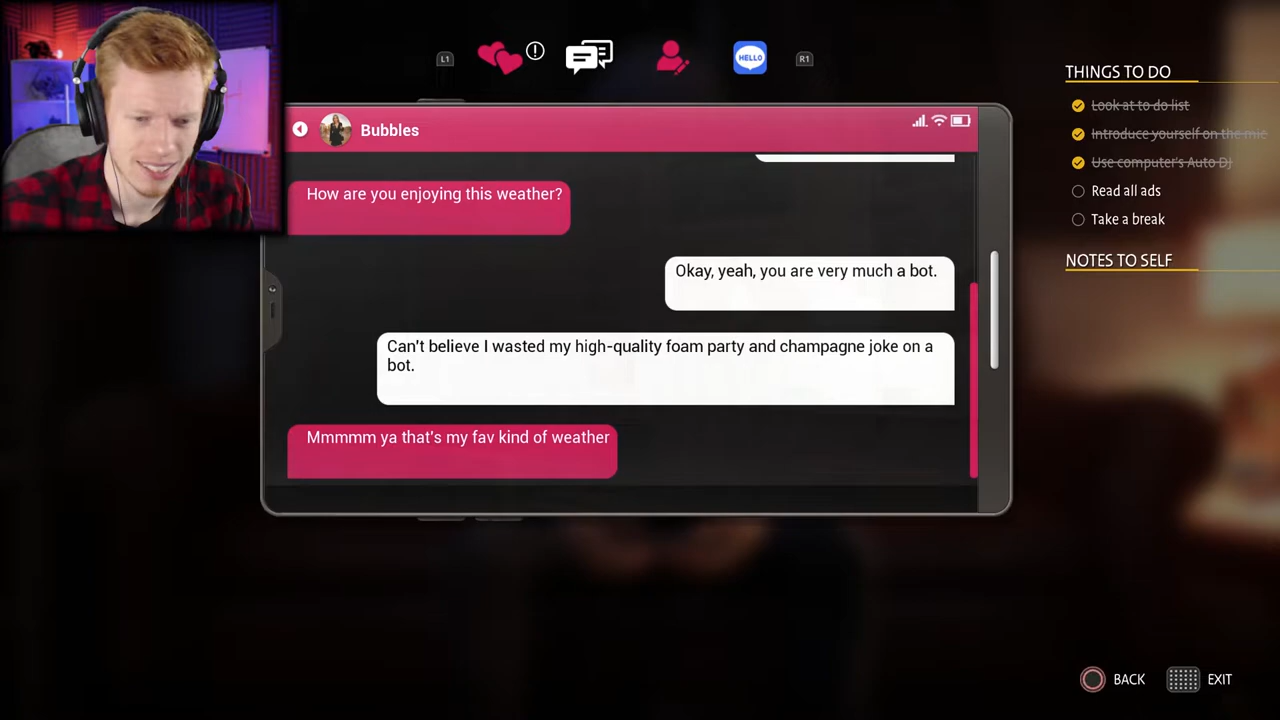 L1
HELLO
R1
THINGS TO DO
Look at to do list
Introduce yourself on the mic
Use computer's Auto DJ
Read all ads
Take a break
NOTES TO SELF
Bubbles
How are you enjoying this weather?
Okay, yeah, you are very much a bot.
Can't believe I wasted my high-quality foam party and champagne joke on a
bot.
Mmmmm ya that's my fav kind of weather
BACK
EXIT